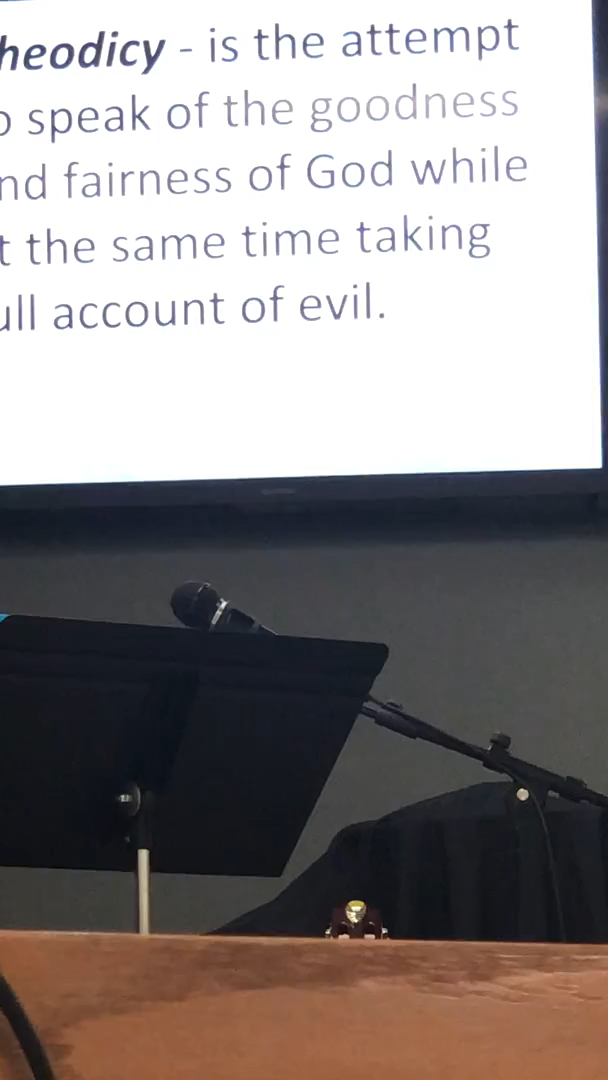 heodicy - is the attempt
o speak of the goodness
nd fairness of God while
t the same time taking
ull account of evil.